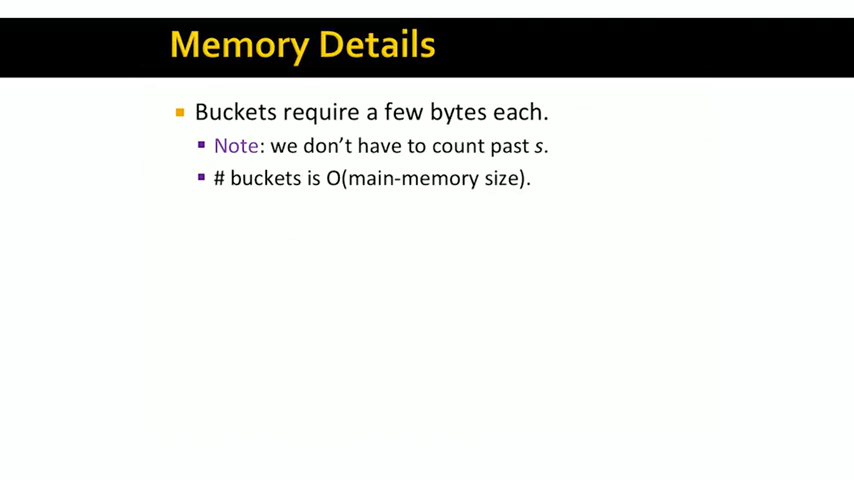 Memory Details
Buckets require a few bytes each.
Note: we don't have to count past s.
# buckets is O(main-memory size).